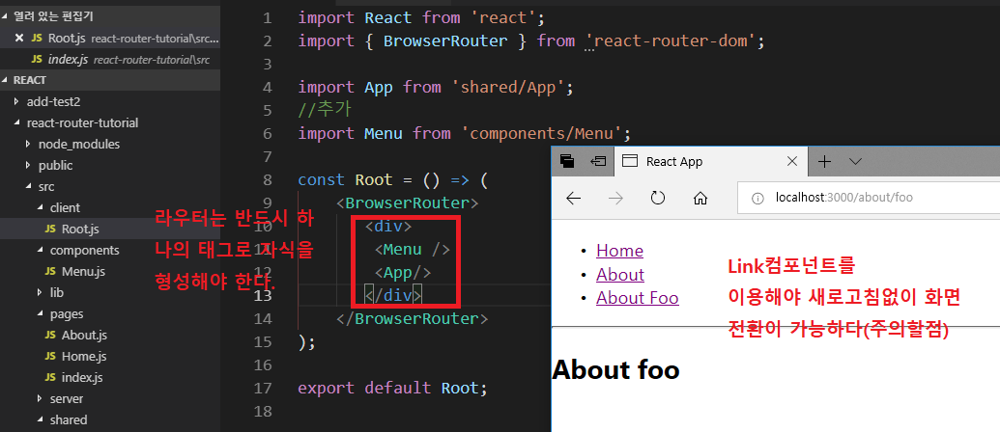 열려 있는 편집기
JS Root.js react-router-tutorial\src...
JS index.js react-router-tutorial\src
REACT
add-test2
react-router-tutorial
node_modules
public
src
client
JS Root.js
components
JS Menu.js
lib
pages
JS About.js
JS Home.js
JS index.js
server
shared
1 import React from 'react';
2 import { BrowserRouter } from 'react-router-dom';
3
4 import App from 'shared/App';
5 //추가
6 import Menu from 'components/Menu';
7
8 const Root = () => (
9 <BrowserRouter>
10 <div>
11 <Menu />
12 <App/>
13 </div>
14 </BrowserRouter>
15 );
16
17 export default Root;
18
라우터는 반드시 하
나의 태그로 자식을
형성해야 한다.
React App
localhost:3000/about/foo
• Home
• About
• About Foo
Link컴포넌트를
이용해야 새로고침없이 화면
전환이 가능하다(주의할점)
About foo